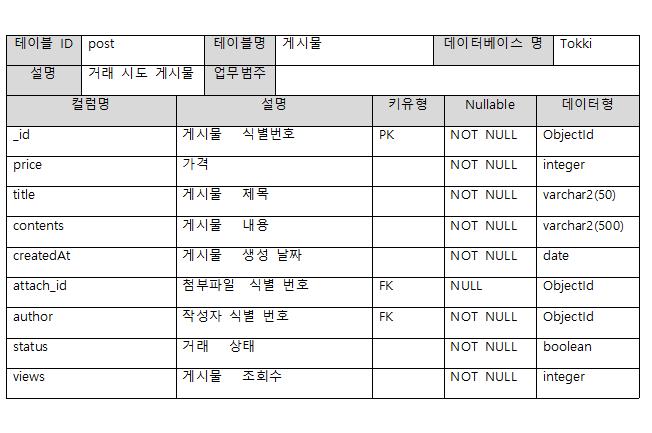 테이블 ID post 테이블명 게시물 데이터베이스 명 Tokki
설명 거래 시도 게시물 업무범주
컬럼명 설명 키유형 Nullable 데이터형
_id 게시물 식별번호 PK NOT NULL ObjectId
price 가격 NOT NULL integer
title 게시물 제목 NOT NULL varchar2(50)
contents 게시물 내용 NOT NULL varchar2(500)
createdAt 게시물 생성 날짜 NOT NULL date
attach_id 첨부파일 식별 번호 FK NULL ObjectId
author 작성자 식별 번호 FK NOT NULL ObjectId
status 거래 상태 NOT NULL boolean
views 게시물 조회수 NOT NULL integer